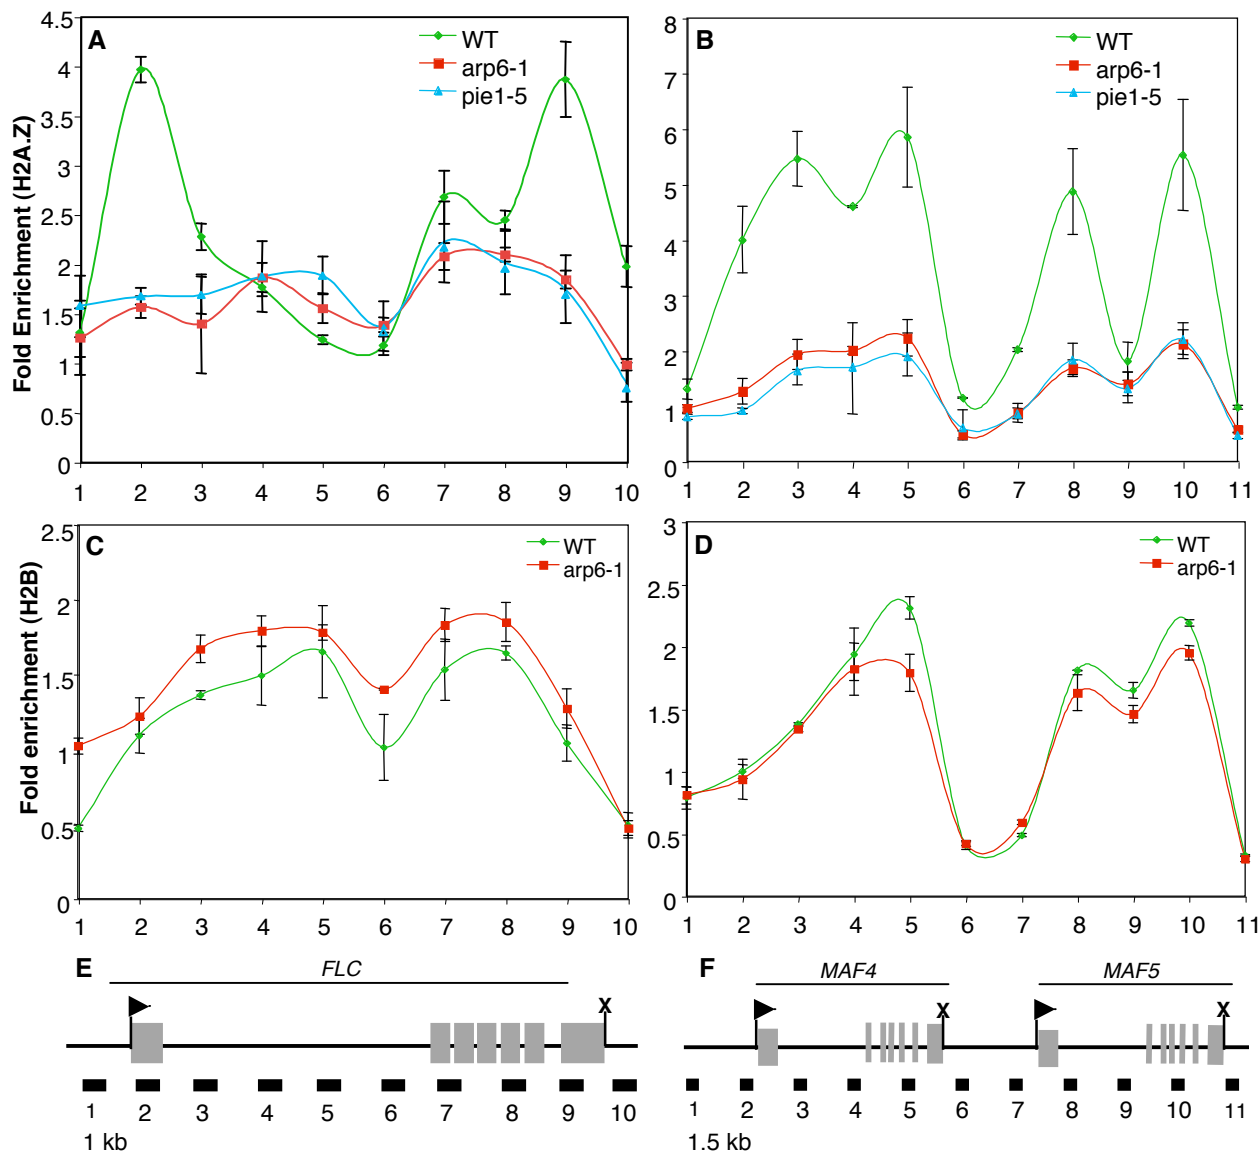 A
WT
arp6-1
pie1-5
Fold Enrichment (H2A.Z)
4.5
4
3.5
3
2.5
2
1.5
1
0.5
0
1 2 3 4 5 6 7 8 9 10
B
WT
arp6-1
pie1-5
8
7
6
5
4
3
2
1
0
1 2 3 4 5 6 7 8 9 10 11
C
WT
arp6-1
Fold enrichment (H2B)
2.5
2
1.5
1
0.5
0
1 2 3 4 5 6 7 8 9 10
D
WT
arp6-1
3
2.5
2
1.5
1
0.5
0
1 2 3 4 5 6 7 8 9 10 11
E
FLC
X
1 2 3 4 5 6 7 8 9 10
1 kb
F
MAF4
MAF5
X
X
1 2 3 4 5 6 7 8 9 10 11
1.5 kb